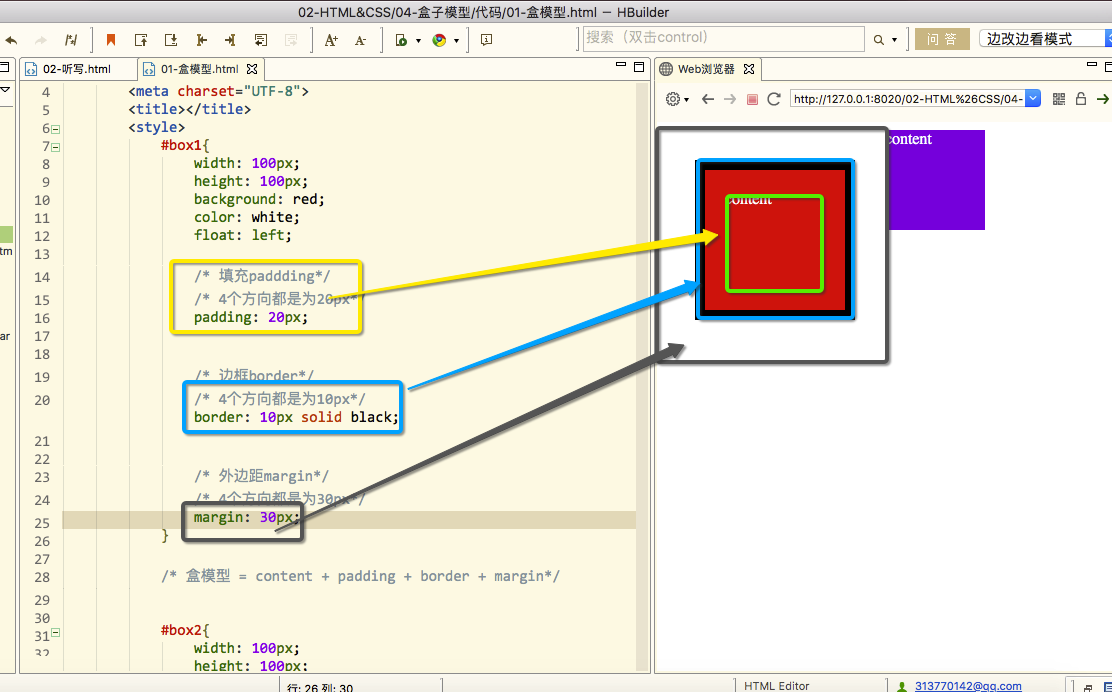 02-HTML&CSS/04-盒子模型/代码/01-盒模型.html — HBuilder
搜索（双击control）
问 答
边改边看模式
02-听写.html
01-盒模型.html
Web浏览器
http://127.0.0.1:8020/02-HTML%26CSS/04-
4 <meta charset="UTF-8">
5 <title></title>
6 <style>
7 #box1{
8 width: 100px;
9 height: 100px;
10 background: red;
11 color: white;
12 float: left;
13
14 /* 填充paddding*/
15 /* 4个方向都是为20px*/
16 padding: 20px;
17
18
19 /* 边框border*/
20 /* 4个方向都是为10px*/
border: 10px solid black;
21
22
23 /* 外边距margin*/
24 /* 4个方向都是为30px*/
25 margin: 30px;
26 }
27
28 /* 盒模型 = content + padding + border + margin*/
29
30
31 #box2{
32 width: 100px;
height: 100px;
content
content
tm
ar
行: 26 列: 30
HTML Editor
313770142@qq.com